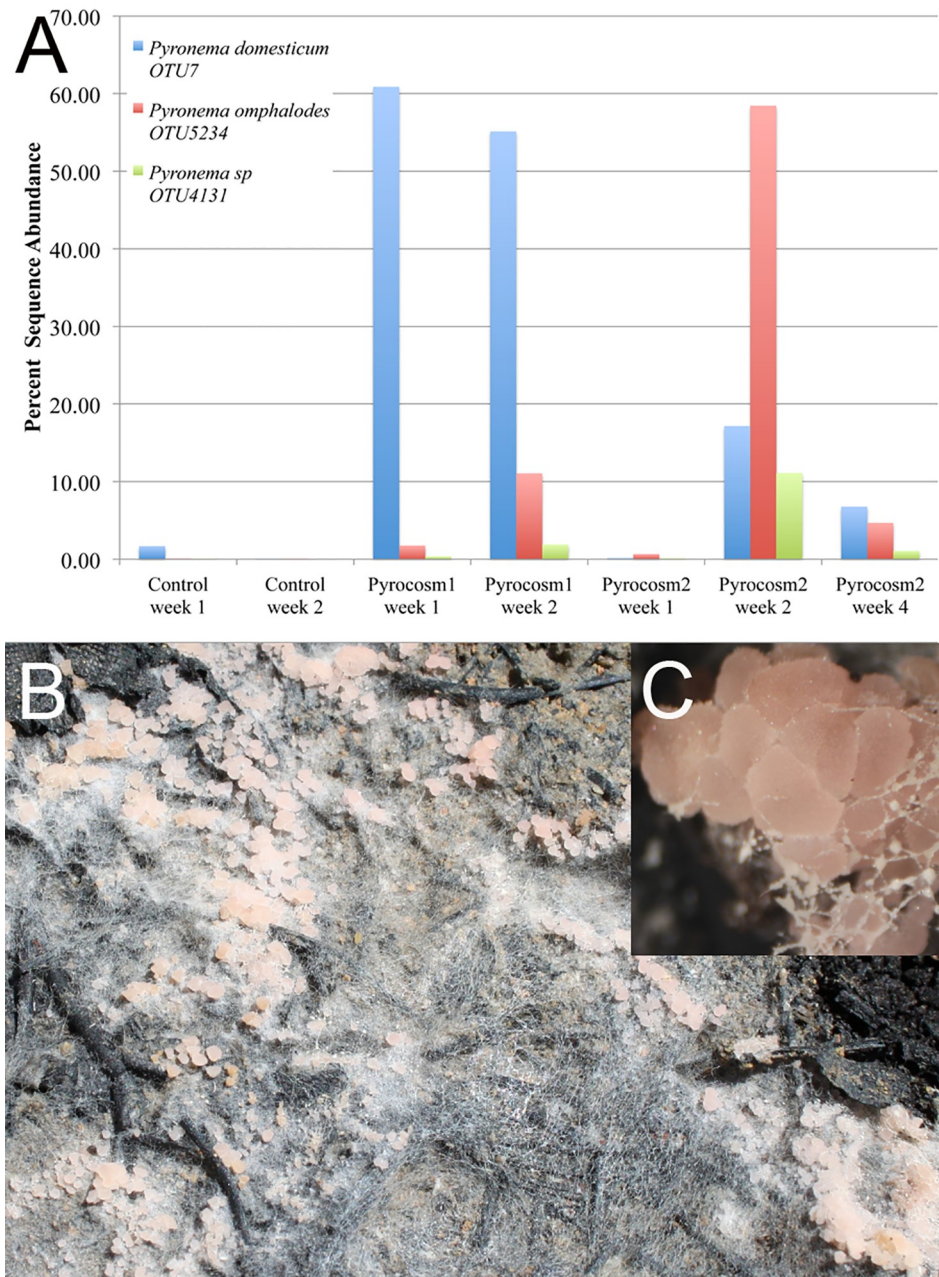 A
Percent Sequence Abundance
70.00
60.00
50.00
40.00
30.00
20.00
10.00
0.00
Pyronema domesticum
OTU7
Pyronema omphalodes
OTU5234
Pyronema sp
OTU4131
Control
week 1
Control
week 2
Pyrocosm1
week 1
Pyrocosm1
week 2
Pyrocosm2
week 1
Pyrocosm2
week 2
Pyrocosm2
week 4
B
C